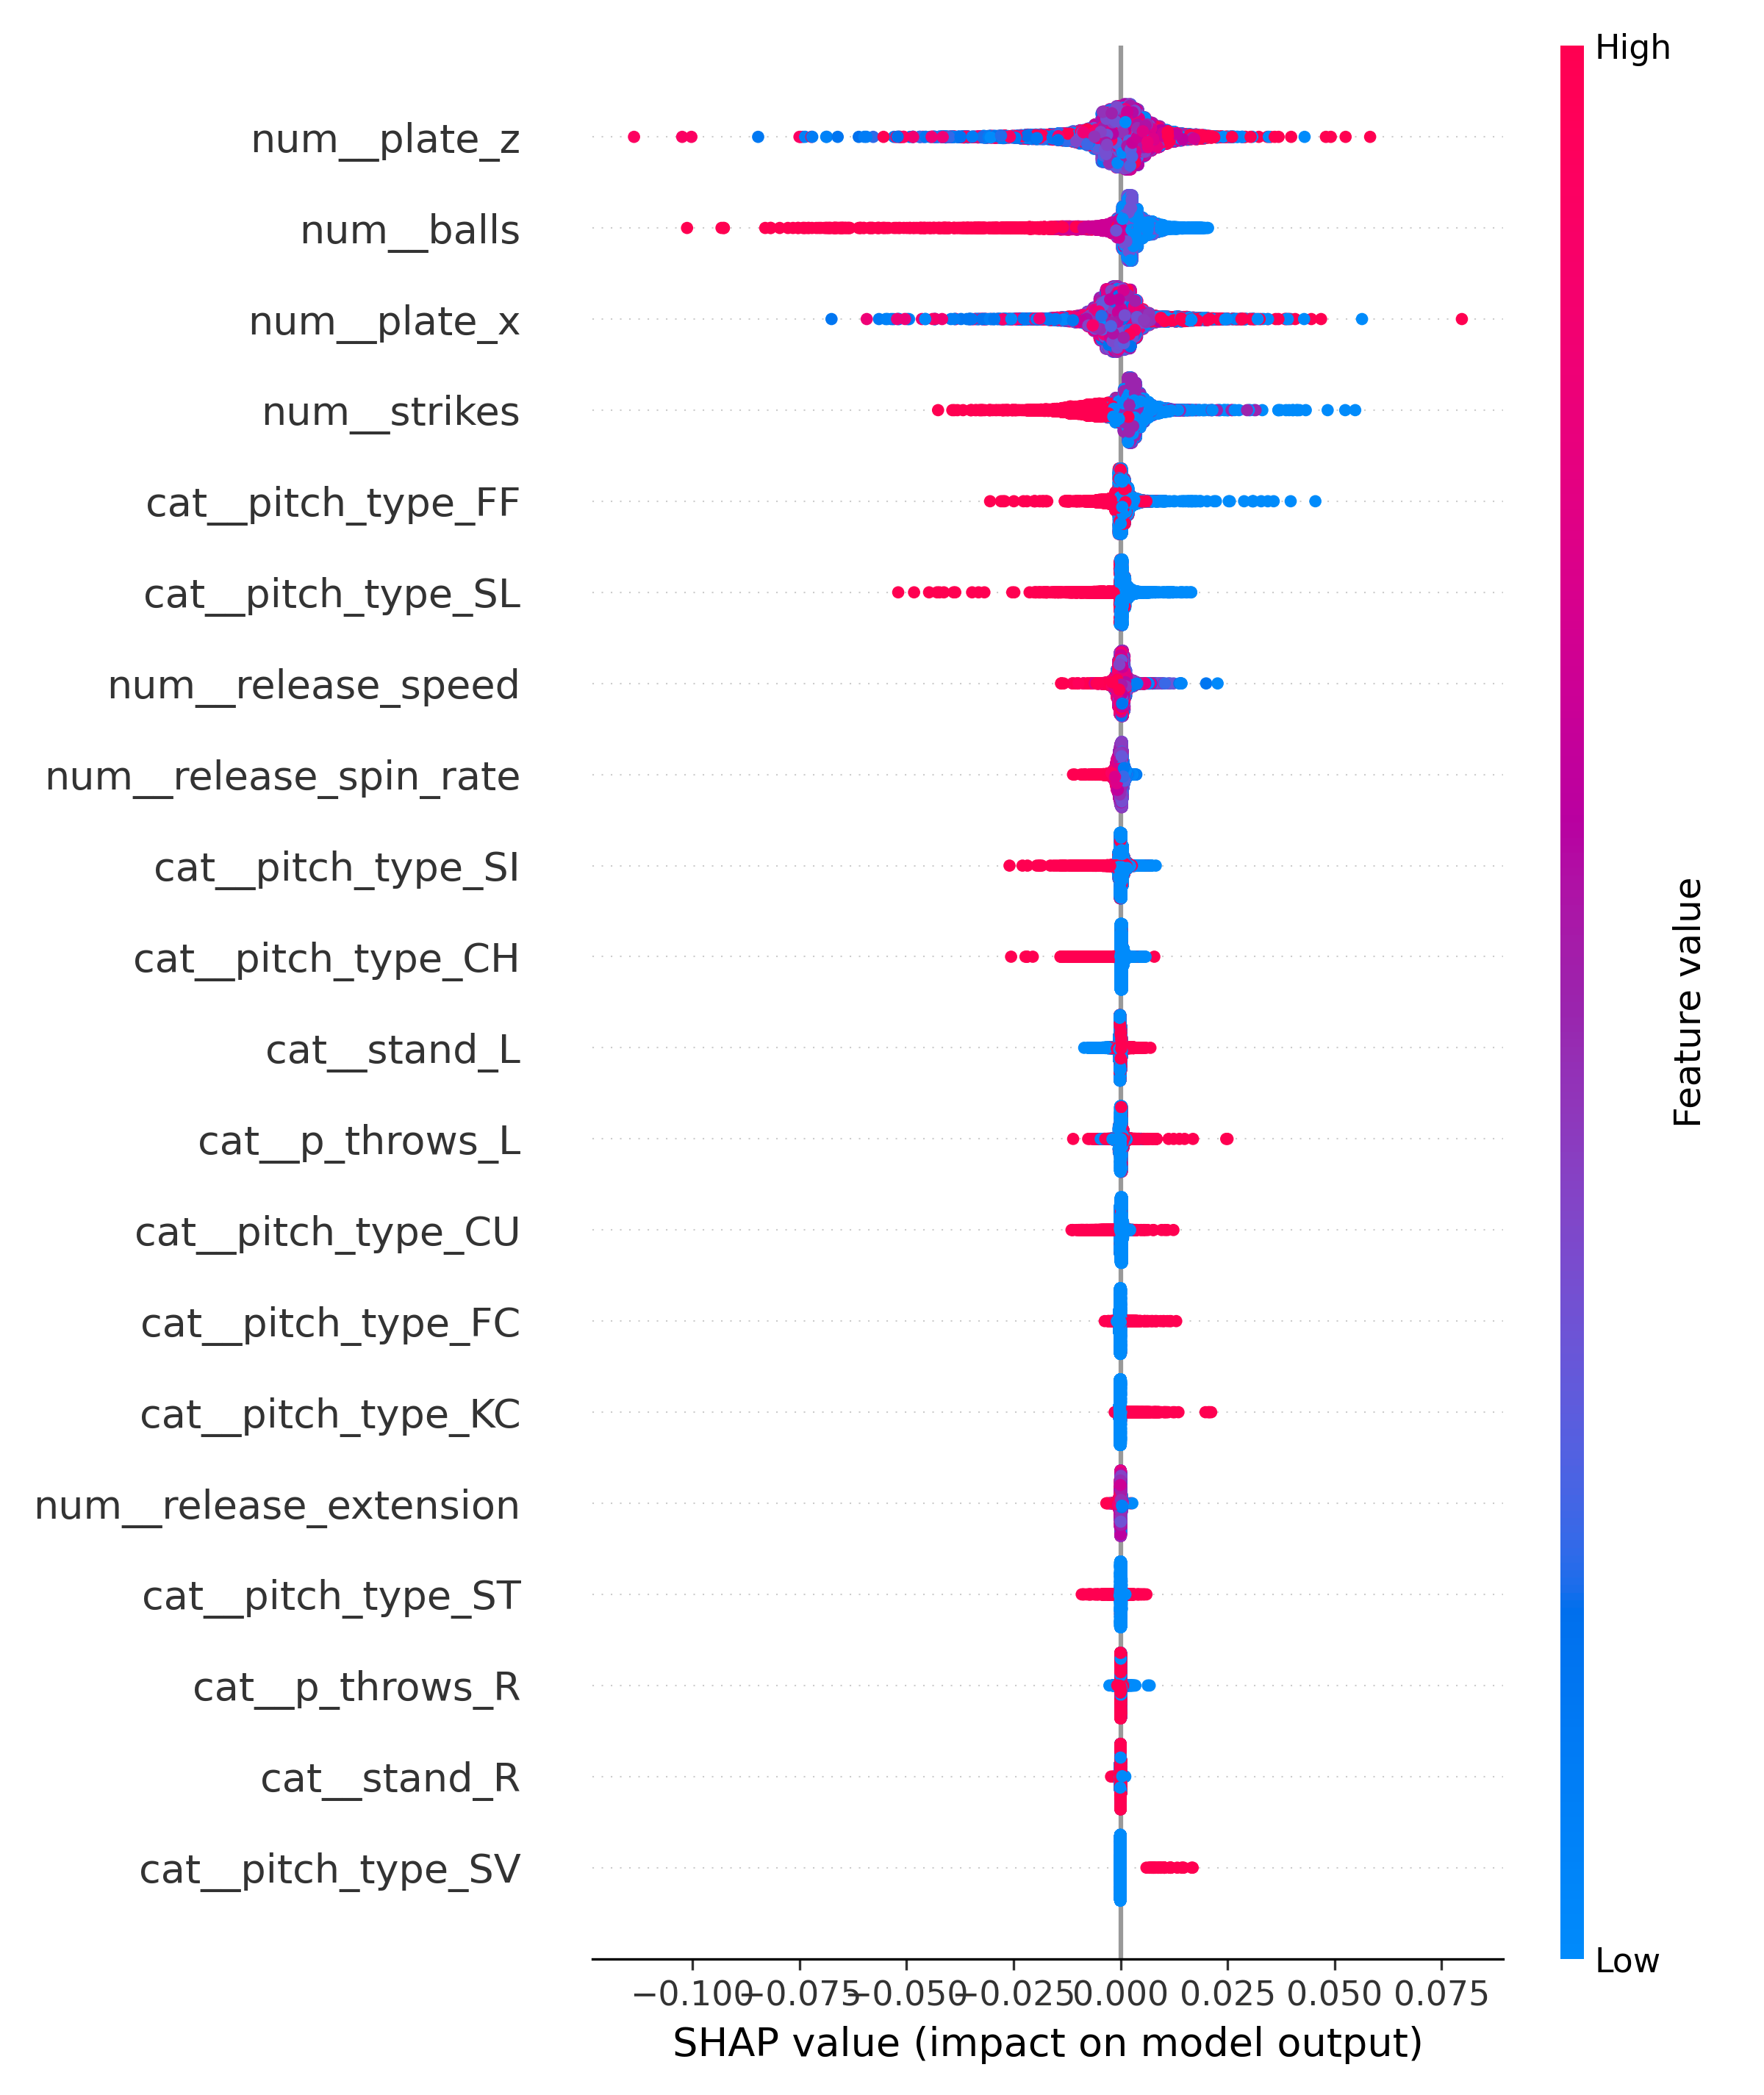 High
num__plate_z
num__balls
num__plate_x
num__strikes
cat__pitch_type_FF
cat__pitch_type_SL
num__release_speed
num__release_spin_rate
cat__pitch_type_SI
cat__pitch_type_CH
cat__stand_L
cat__p_throws_L
cat__pitch_type_CU
cat__pitch_type_FC
cat__pitch_type_KC
num__release_extension
cat__pitch_type_ST
cat__p_throws_R
cat__stand_R
cat__pitch_type_SV
Feature value
Low
−0.100 −0.075 −0.050 −0.025 0.000 0.025 0.050 0.075
SHAP value (impact on model output)